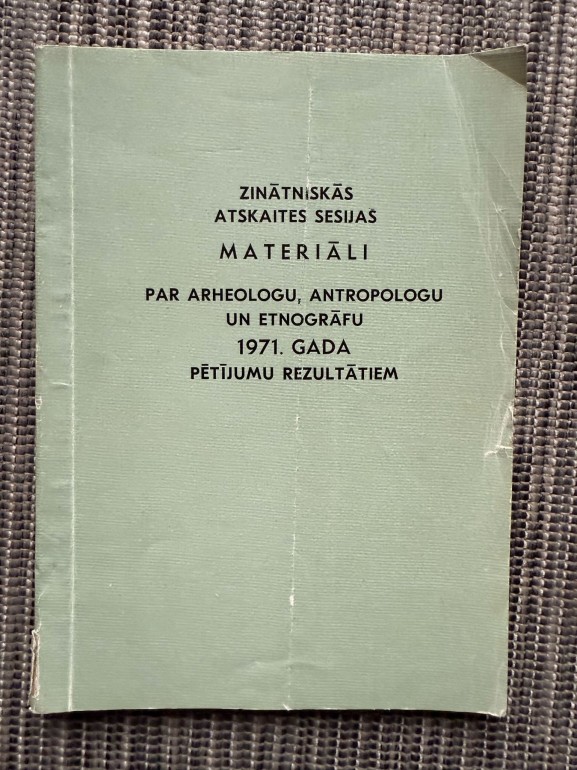 ZINĀTNISKĀS
ATSKAITES SESIJAS
MATERIĀLI
PAR ARHEOLOGU, ANTROPOLOGU
UN ETNOGRĀFU
1971. GADA
PĒTĪJUMU REZULTĀTIEM